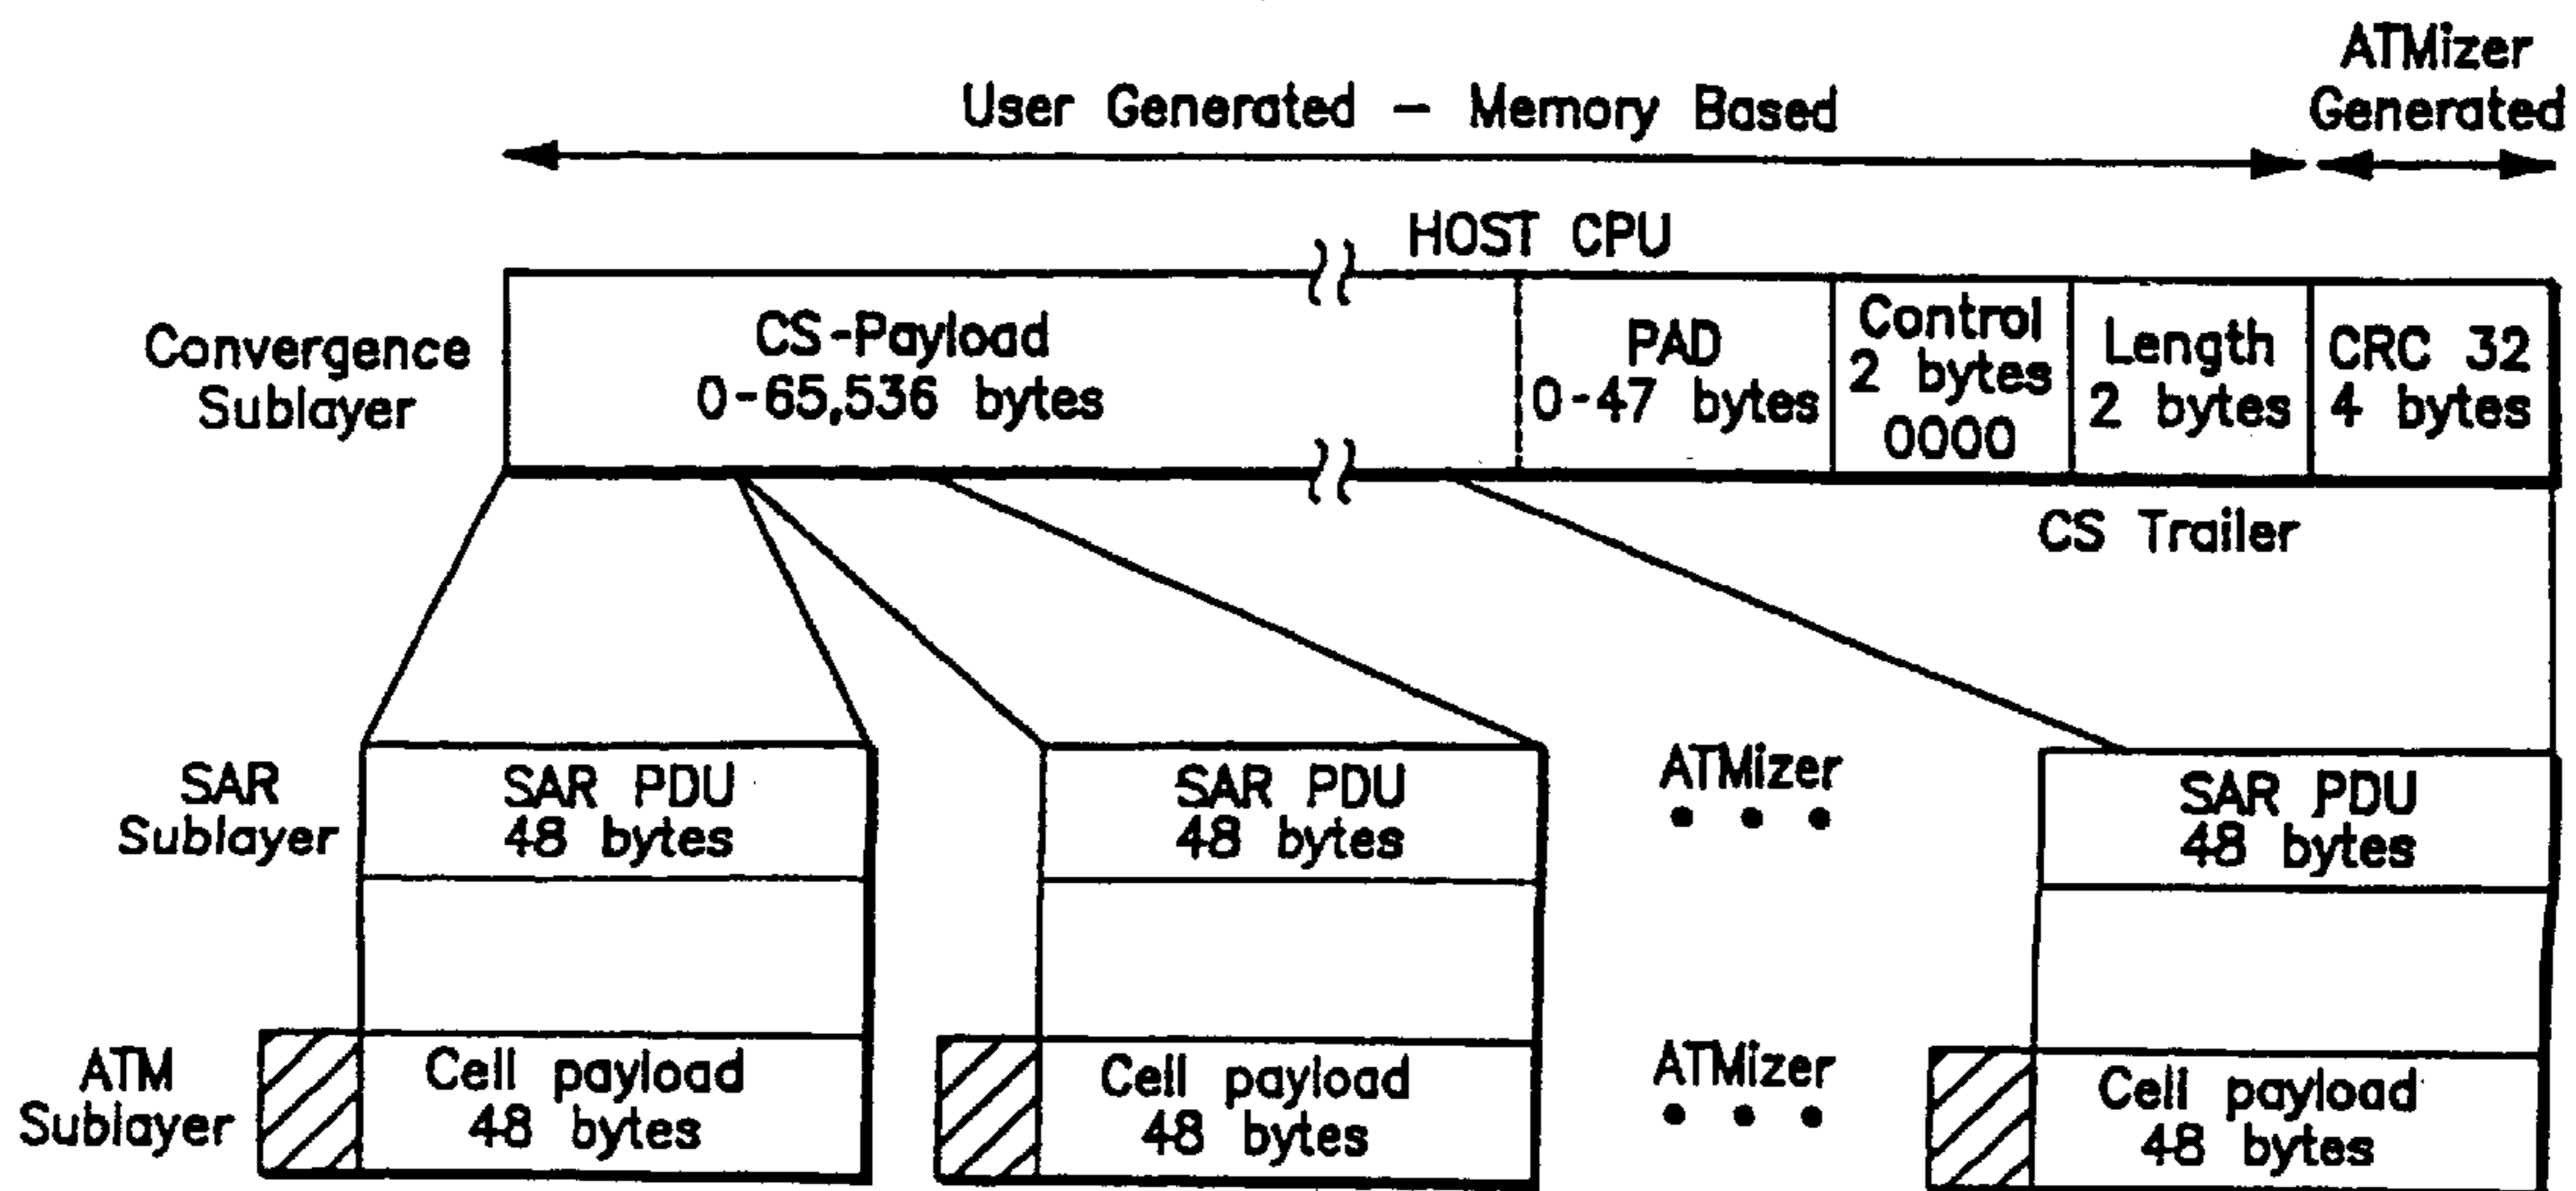 ATMizer
Generated
User Generated - Memory Based
HOST CPU
Convergence
Sublayer
CS-Payload
0-65,536 bytes
PAD
0-47 bytes
Control
2 bytes
0000
Length
2 bytes
CRC 32
4 bytes
CS Trailer
SAR
Sublayer
SAR PDU
48 bytes
SAR PDU
48 bytes
ATMizer
• • •
SAR PDU
48 bytes
ATM
Sublayer
Cell payload
48 bytes
Cell payload
48 bytes
ATMizer
• • •
Cell payload
48 bytes